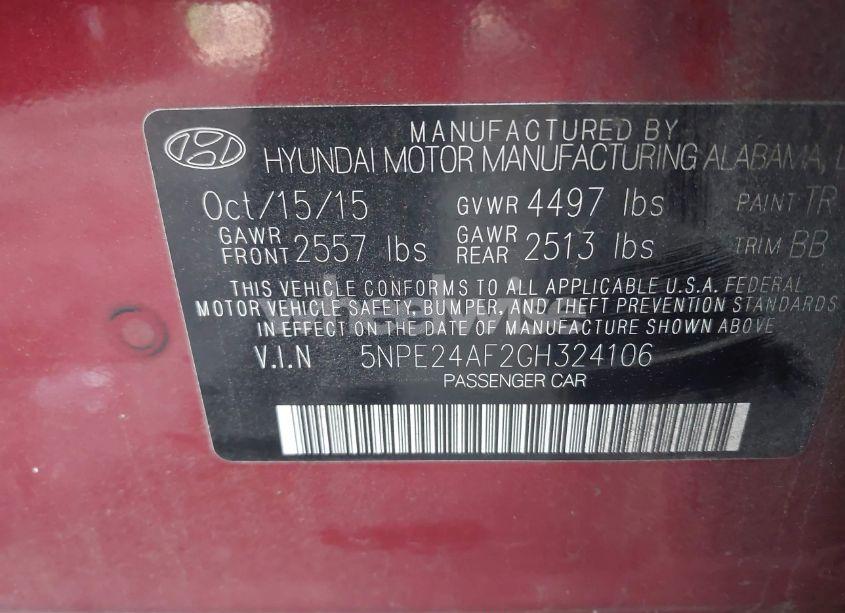 MANUFACTURED BY
HYUNDAI MOTOR MANUFACTURING ALABAMA,
Oct/15/15 GVWR 4497 lbs PAINT TR
GAWR FRONT 2557 lbs GAWR REAR 2513 lbs TRIM BB
THIS VEHICLE CONFORMS TO ALL APPLICABLE U.S.A. FEDERAL
MOTOR VEHICLE SAFETY, BUMPER, AND THEFT PREVENTION STANDARDS
IN EFFECT ON THE DATE OF MANUFACTURE SHOWN ABOVE
V.I.N 5NPE24AF2GH324106
PASSENGER CAR